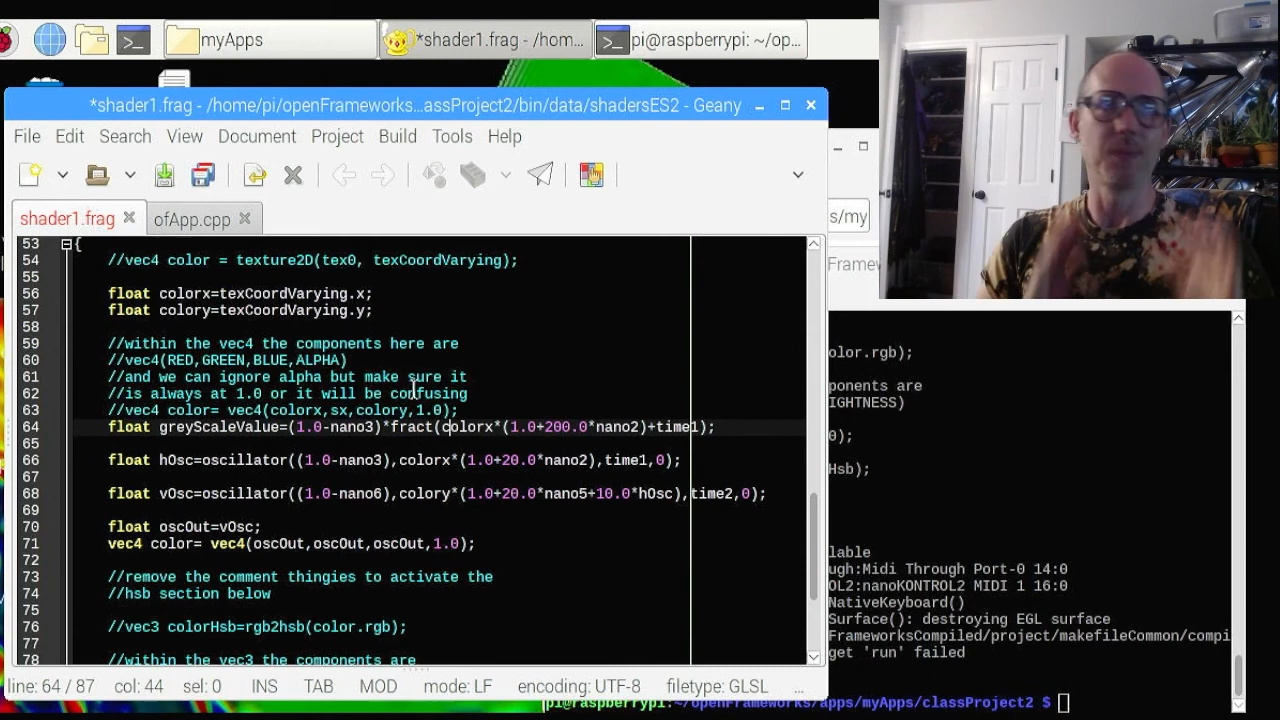 myApps
*shader1.frag - /hom...
pi@raspberrypi: ~/op...
*shader1.frag - /home/pi/openFrameworks...assProject2/bin/data/shadersES2 - Geany
File Edit Search View Document Project Build Tools Help
shader1.frag ofApp.cpp
s/my
Framew
53 {
54 //vec4 color = texture2D(tex0, texCoordVarying);
55
56 float colorx=texCoordVarying.x;
57 float colory=texCoordVarying.y;
58
59 //within the vec4 the components here are
60 //vec4(RED,GREEN,BLUE,ALPHA)
61 //and we can ignore alpha but make sure it
62 //is always at 1.0 or it will be confusing
63 //vec4 color= vec4(colorx,sx,colory,1.0);
64 float greyScaleValue=(1.0-nano3)*fract(colorx*(1.0+200.0*nano2)+time1);
65
66 float hOsc=oscillator((1.0-nano3),colorx*(1.0+20.0*nano2),time1,0);
67
68 float vOsc=oscillator((1.0-nano6),colory*(1.0+20.0*nano5+10.0*hOsc),time2,0);
69
70 float oscOut=vOsc;
71 vec4 color= vec4(oscOut,oscOut,oscOut,1.0);
72
73 //remove the comment thingies to activate the
74 //hsb section below
75
76 //vec3 colorHsb=rgb2hsb(color.rgb);
77
78 //within the vec3 the components are
line: 64 / 87 col: 44 sel: 0 INS TAB MOD mode: LF encoding: UTF-8 filetype: GLSL ...
olor.rgb);
ponents are
IGHTNESS)
0);
Hsb);
lable
ugh:Midi Through Port-0 14:0
OL2:nanoKONTROL2 MIDI 1 16:0
NativeKeyboard()
Surface(): destroying EGL surface
FrameworksCompiled/project/makefileCommon/compi
get 'run' failed
pi@raspberrypi:~/openFrameworks/apps/myApps/classProject2 $